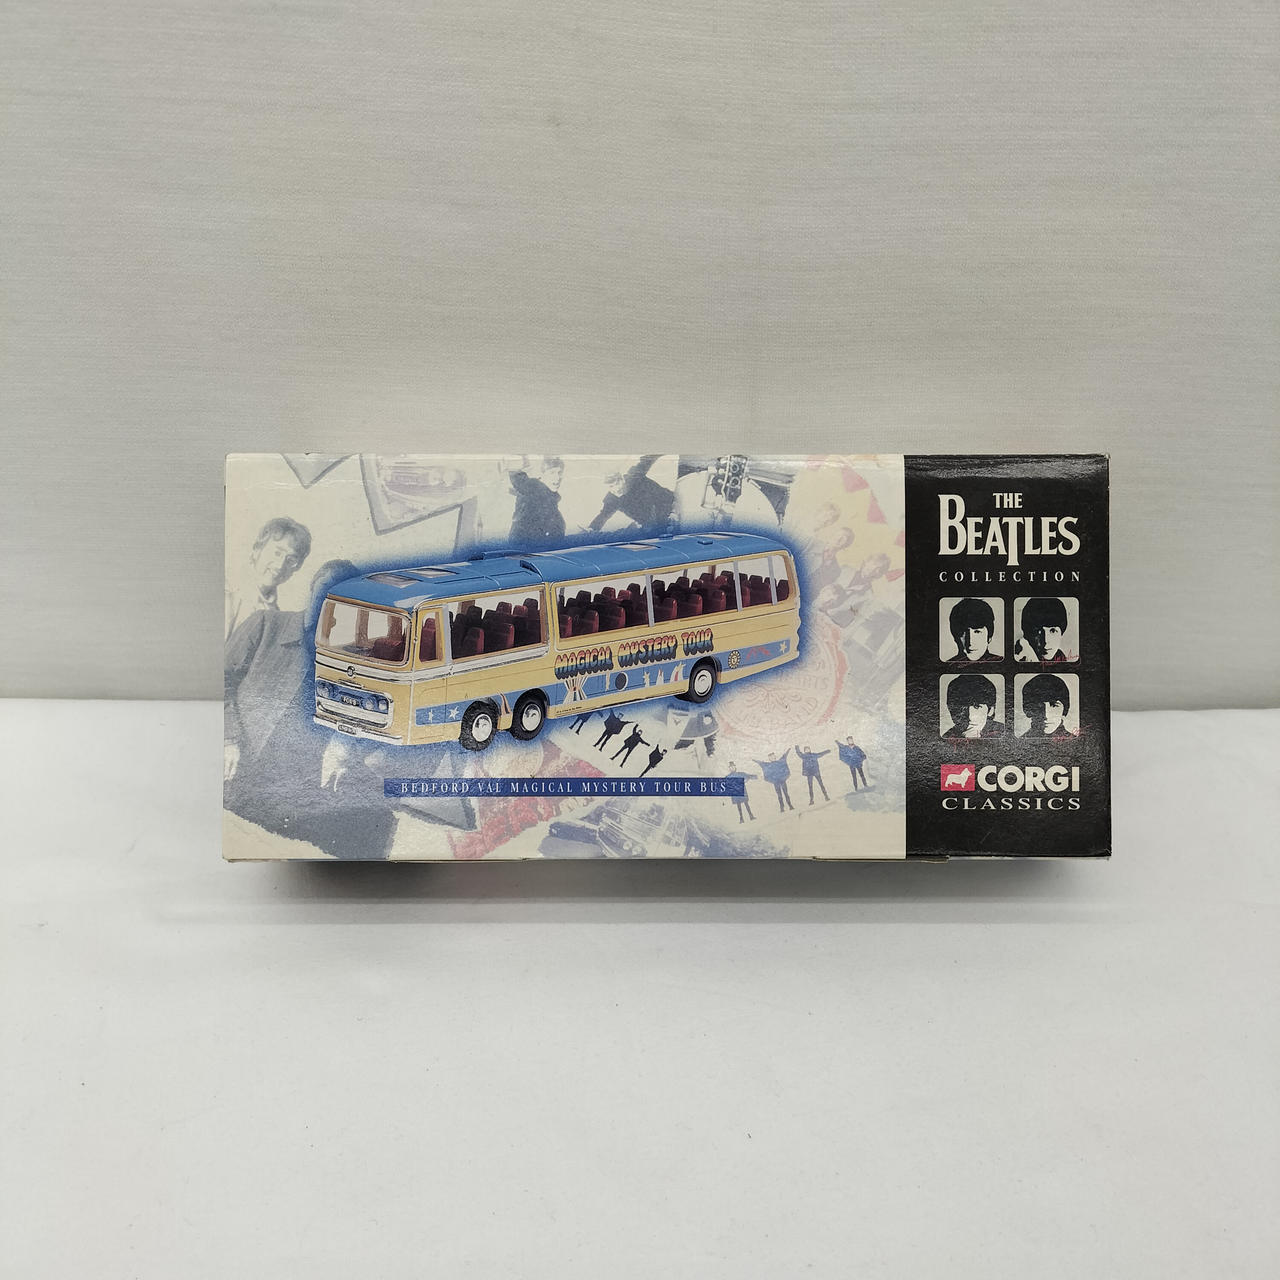 THE
BEATLES
COLLECTION
MAGICAL MYSTERY TOUR
BEDFORD VAL MAGICAL MYSTERY TOUR BUS
CORGI
CLASSICS